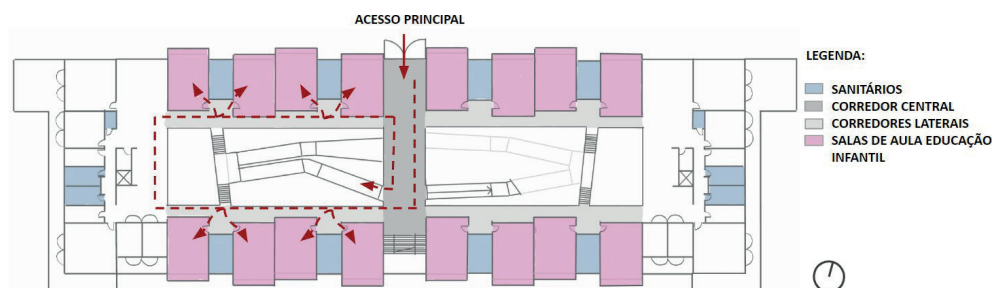 ACESSO PRINCIPAL
LEGENDA:
SANITÁRIOS
CORREDOR CENTRAL
CORREDORES LATERAIS
SALAS DE AULA EDUCAÇÃO
INFANTIL